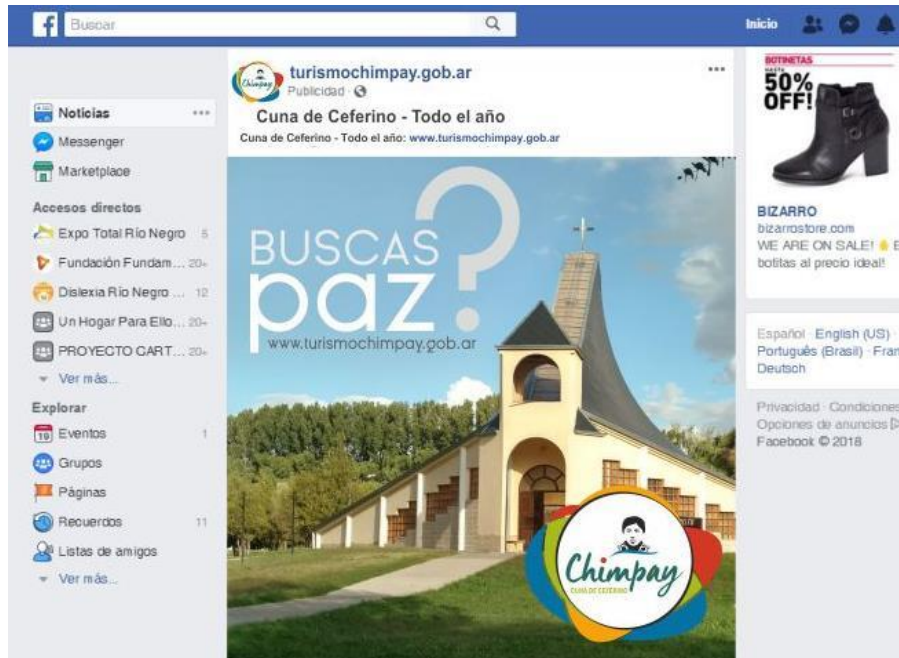 Buscar
Inicio
Noticias
Messenger
Marketplace
Accesos directos
Expo Total Río Negro 5
Fundación Fundam... 20+
Dislexia Río Negro ... 12
Un Hogar Para Ello... 20+
PROYECTO CART... 20+
Ver más...
Explorar
Eventos 1
Grupos
Páginas
Recuerdos 11
Listas de amigos
Ver más...
turismochimpay.gob.ar
Publicidad
Cuna de Ceferino - Todo el año
Cuna de Ceferino - Todo el año: www.turismochimpay.gob.ar
BUSCAS
paz?
www.turismochimpay.gob.ar
Chimpay
CUNA DE CEFERINO
BOTINETAS
HASTA
50%
OFF!
BIZARRO
bizarrostore.com
WE ARE ON SALE! E
botitas al precio ideal!
Español · English (US) ·
Português (Brasil) · Fran
Deutsch
Privacidad · Condiciones
Opciones de anuncios
Facebook © 2018